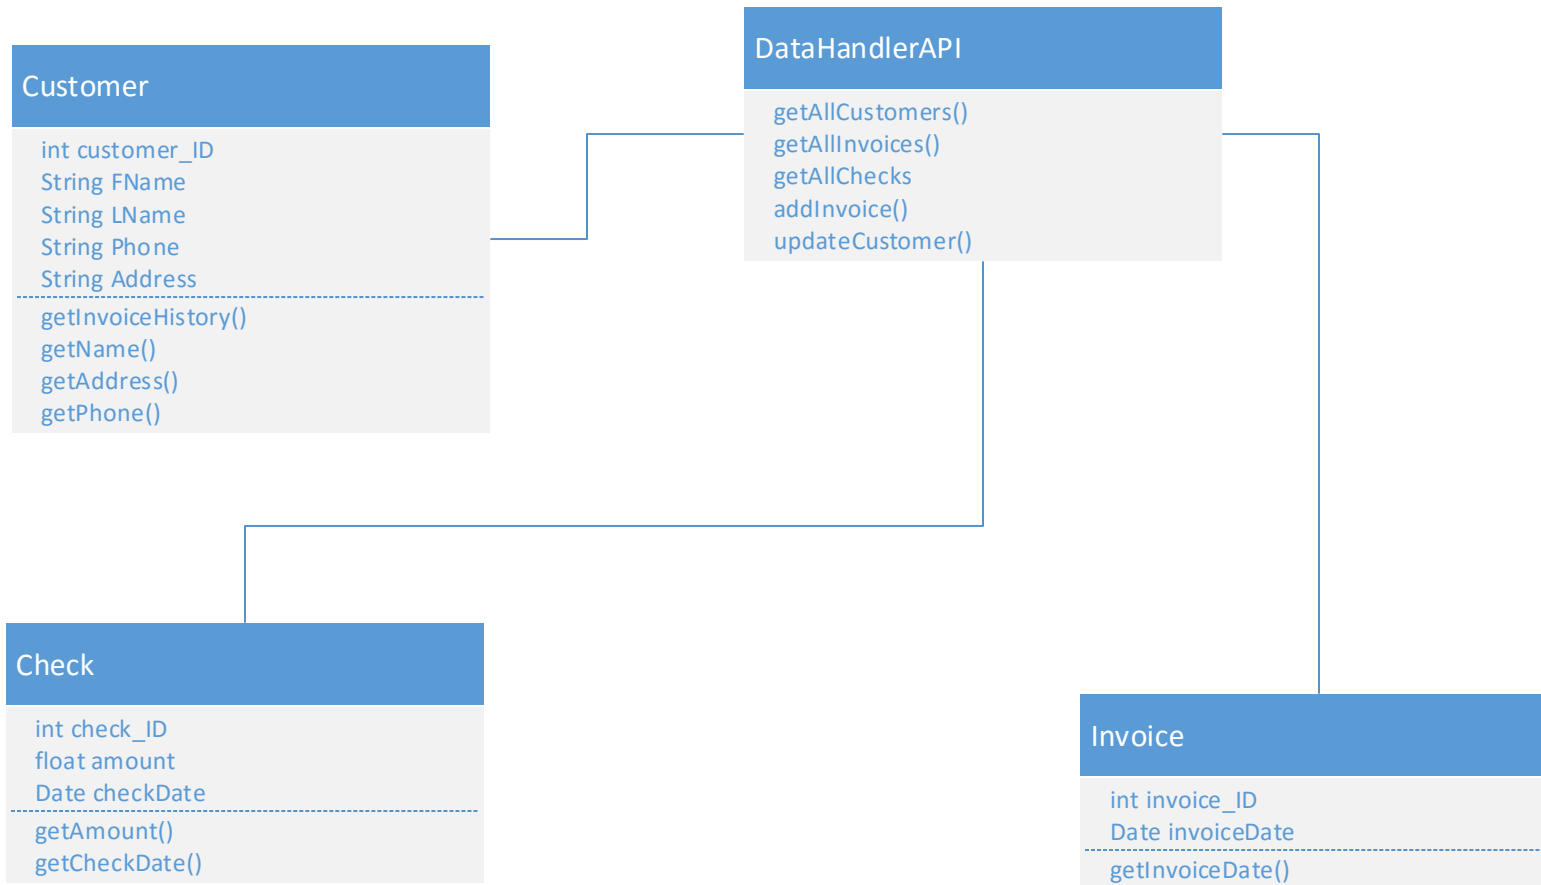 Customer
int customer_ID
String FName
String LName
String Phone
String Address
getInvoiceHistory()
getName()
getAddress()
getPhone()
DataHandlerAPI
getAllCustomers()
getAllInvoices()
getAllChecks
addInvoice()
updateCustomer()
Check
int check_ID
float amount
Date checkDate
getAmount()
getCheckDate()
Invoice
int invoice_ID
Date invoiceDate
getInvoiceDate()